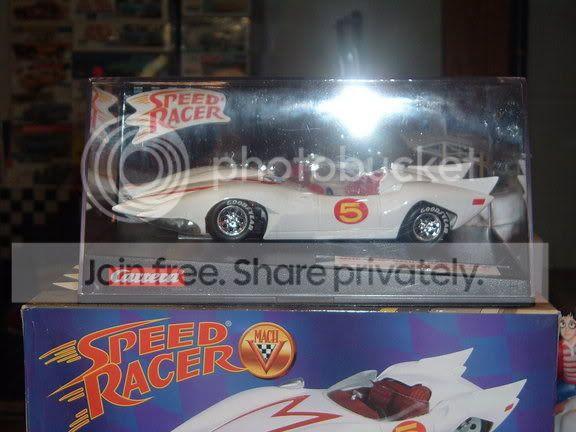 SPEED
RACER
photobucket
GOODYEAR
5
GOODYEAR
Join free. Share privately.
Carrera
SPEED
RACER
MACH
V
M
5